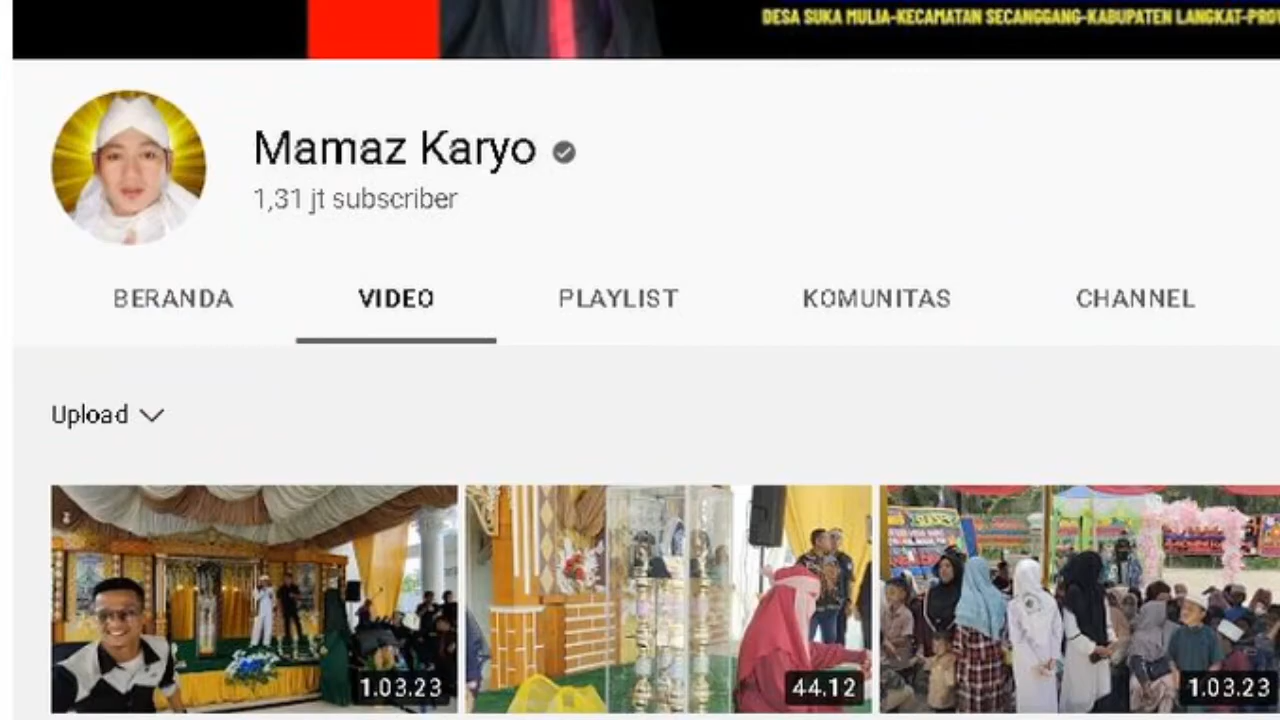 DESA SUKA MULIA-KECAMATAN SECANGGANG-KABUPATEN LANGKAT-PRO
Mamaz Karyo
1,31 jt subscriber
BERANDA VIDEO PLAYLIST KOMUNITAS CHANNEL
Upload
1.03.23 44.12 1.03.23